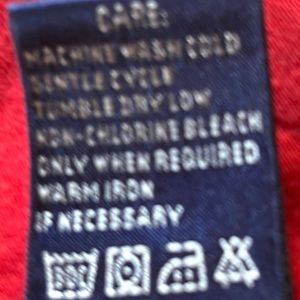 CARE:
MACHINE WASH COLD
GENTLE CYCLE
TUMBLE DRY LOW
NON-CHLORINE BLEACH
ONLY WHEN REQUIRED
WARM IRON
IF NECESSARY